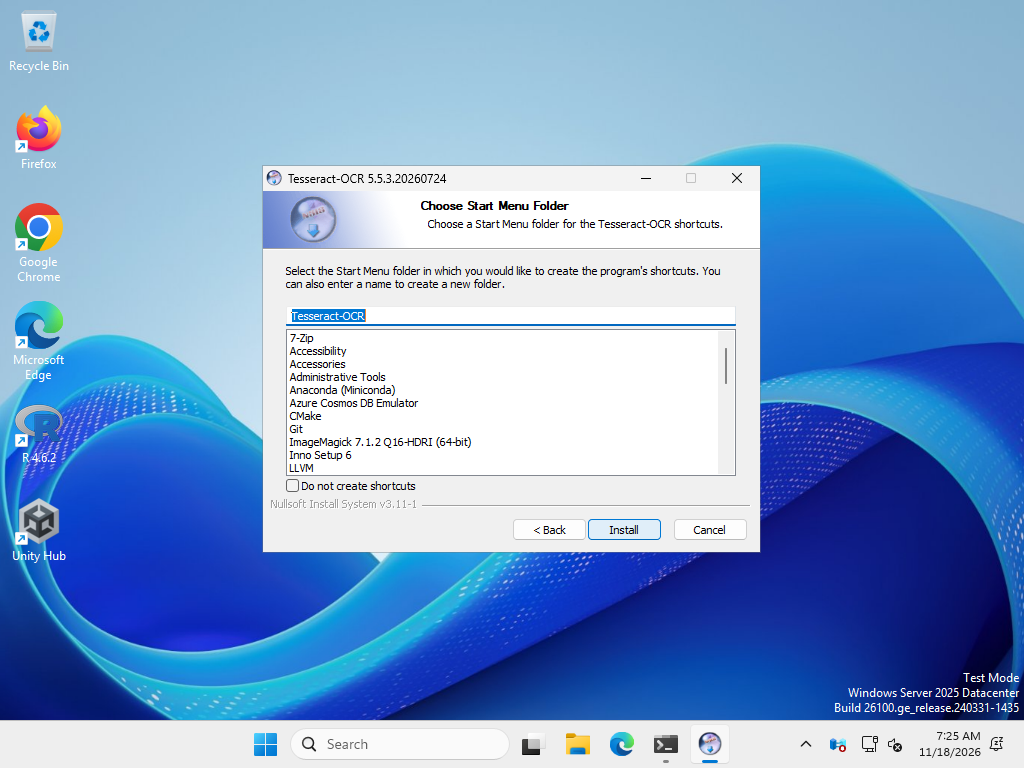 Recycle Bin
Firefox
Google
Chrome
Microsoft
Edge
R 4.6.2
Unity Hub
Tesseract-OCR 5.5.3.20260724
Choose Start Menu Folder
Choose a Start Menu folder for the Tesseract-OCR shortcuts.
Select the Start Menu folder in which you would like to create the program's shortcuts. You
can also enter a name to create a new folder.
Tesseract-OCR
7-Zip
Accessibility
Accessories
Administrative Tools
Anaconda (Miniconda)
Azure Cosmos DB Emulator
CMake
Git
ImageMagick 7.1.2 Q16-HDRI (64-bit)
Inno Setup 6
LLVM
Do not create shortcuts
Nullsoft Install System v3.11-1
< Back
Install
Cancel
Test Mode
Windows Server 2025 Datacenter
Build 26100.ge_release.240331-1435
Search
7:25 AM
11/18/2026